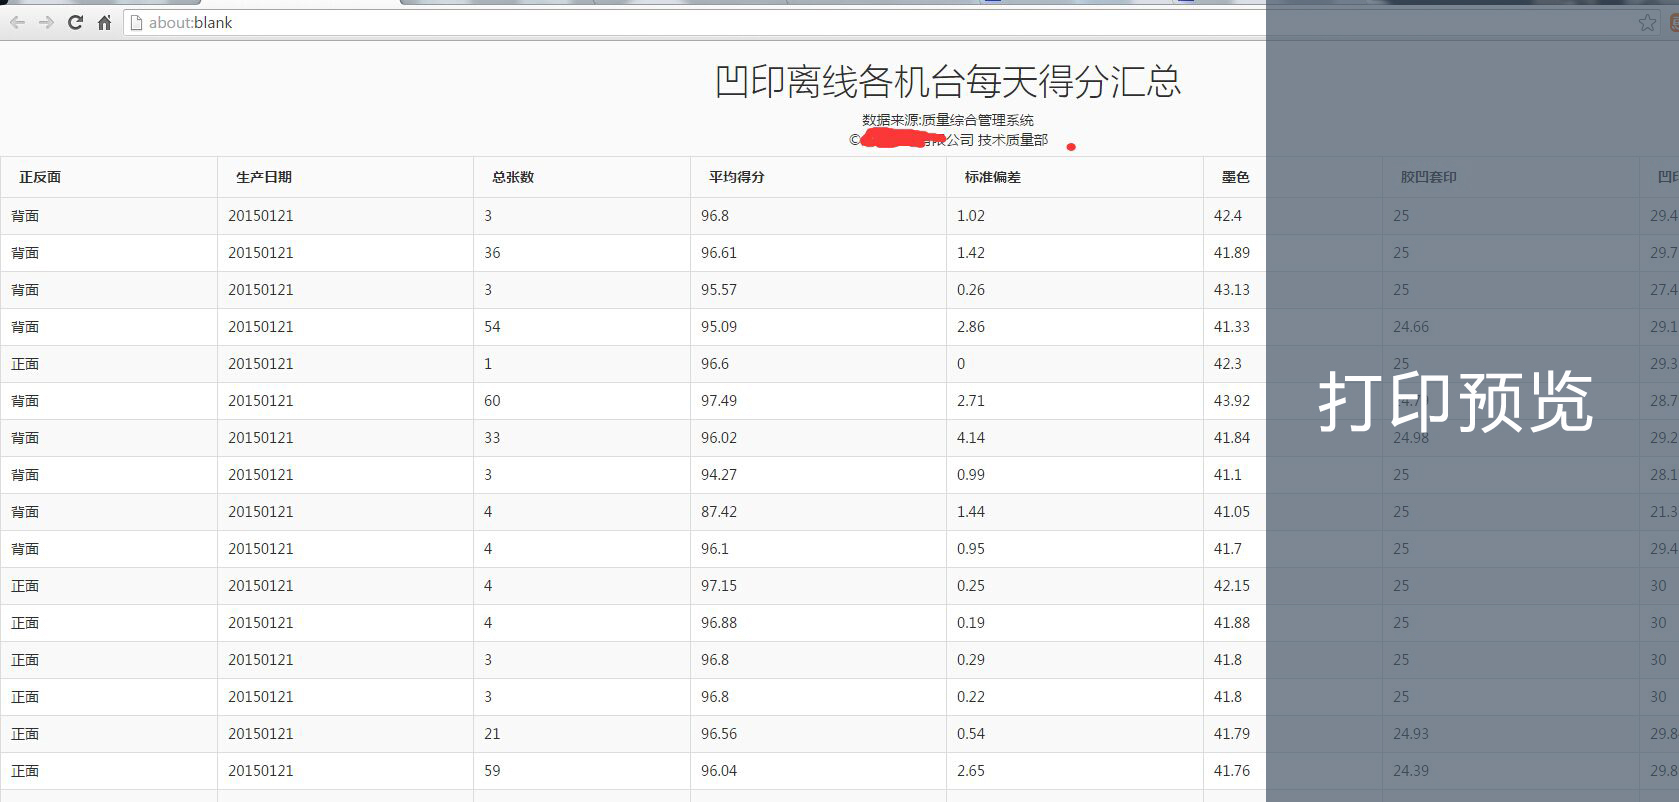 about:blank
凹印离线各机台每天得分汇总
数据来源:质量综合管理系统
© 有限公司 技术质量部
正反面 生产日期 总张数 平均得分 标准偏差 墨色 胶凹套印 凹印
背面 20150121 3 96.8 1.02 42.4 25 29.4
背面 20150121 36 96.61 1.42 41.89 25 29.7
背面 20150121 3 95.57 0.26 43.13 25 27.4
背面 20150121 54 95.09 2.86 41.33 24.66 29.1
正面 20150121 1 96.6 0 42.3 25 29.3
背面 20150121 60 97.49 2.71 43.92 28.7
背面 20150121 33 96.02 4.14 41.84 24.98 29.2
背面 20150121 3 94.27 0.99 41.1 25 28.1
背面 20150121 4 87.42 1.44 41.05 25 21.3
背面 20150121 4 96.1 0.95 41.7 25 29.4
正面 20150121 4 97.15 0.25 42.15 25 30
正面 20150121 4 96.88 0.19 41.88 25 30
正面 20150121 3 96.8 0.29 41.8 25 30
正面 20150121 3 96.8 0.22 41.8 25 30
正面 20150121 21 96.56 0.54 41.79 24.93 29.8
正面 20150121 59 96.04 2.65 41.76 24.39 29.8
打印预览